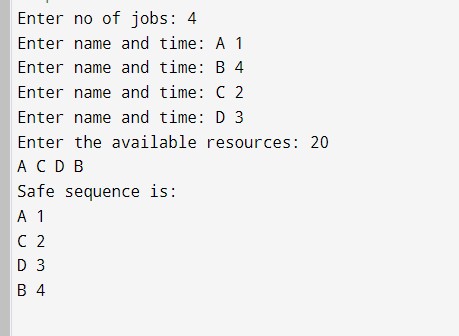 Enter no of jobs: 4
Enter name and time: A 1
Enter name and time: B 4
Enter name and time: C 2
Enter name and time: D 3
Enter the available resources: 20
A C D B
Safe sequence is:
A 1
C 2
D 3
B 4